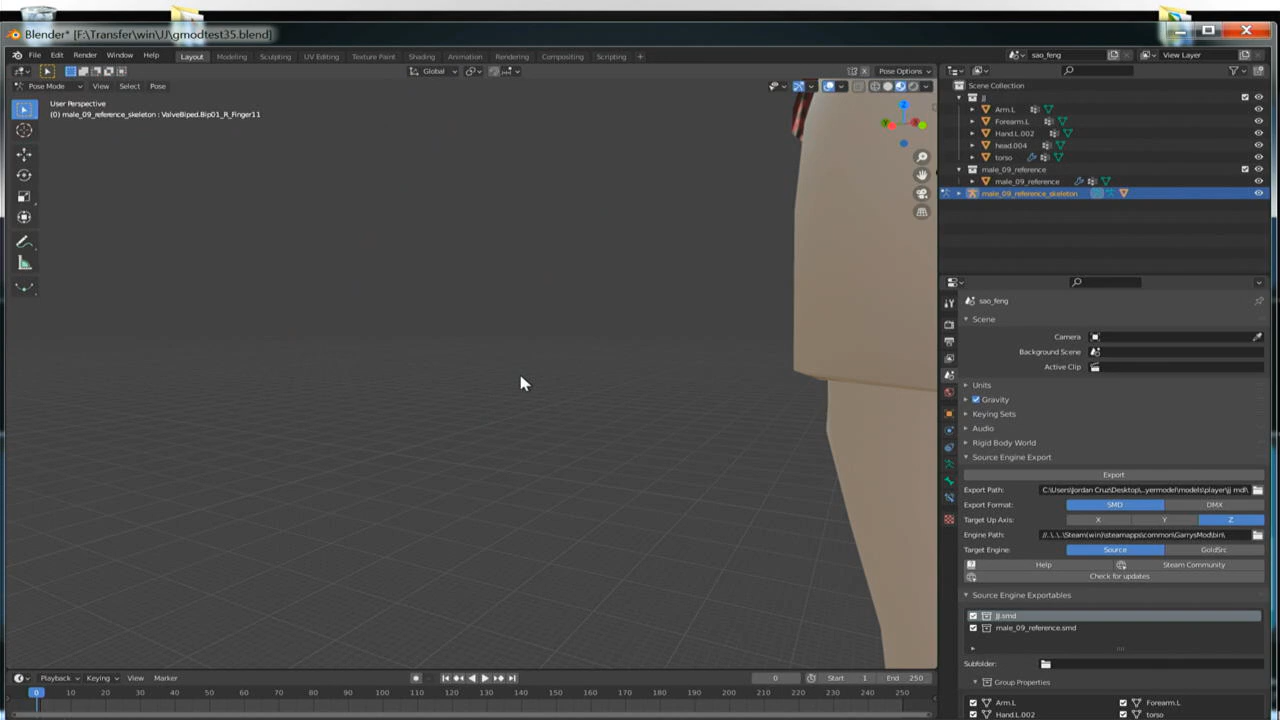 Blender* [F:\Transfer\win\JJ\gmodtest35.blend]
File Edit Render Window Help Layout Modeling Sculpting UV Editing Texture Paint Shading Animation Rendering Compositing Scripting + sao_feng View Layer
Global Pose Options
Pose Mode View Select Pose
User Perspective
(0) male_09_reference_skeleton : ValveBiped.Bip01_R_Finger11
Scene Collection
JJ
Arm.L
Forearm.L
Hand.L.002
head.004
torso
male_09_reference
male_09_reference
male_09_reference_skeleton
sao_feng
Scene
Camera
Background Scene
Active Clip
Units
Gravity
Keying Sets
Audio
Rigid Body World
Source Engine Export
Export
Export Path: C:\Users\Jordan Cruz\Desktop\...yermodel\models\player\jj mdl\
Export Format: SMD DMX
Target Up Axis: X Y Z
Engine Path: //..\..\..\Steam(win)\steamapps\common\GarrysMod\bin\
Target Engine: Source GoldSrc
Help Steam Community
Check for updates
Source Engine Exportables
JJ.smd
male_09_reference.smd
Subfolder:
Group Properties
Arm.L Forearm.L
Hand.L.002 torso
Playback Keying View Marker 0 Start 1 End 250
0 10 20 30 40 50 60 70 80 90 100 110 120 130 140 150 160 170 180 190 200 210 220 230 240 250